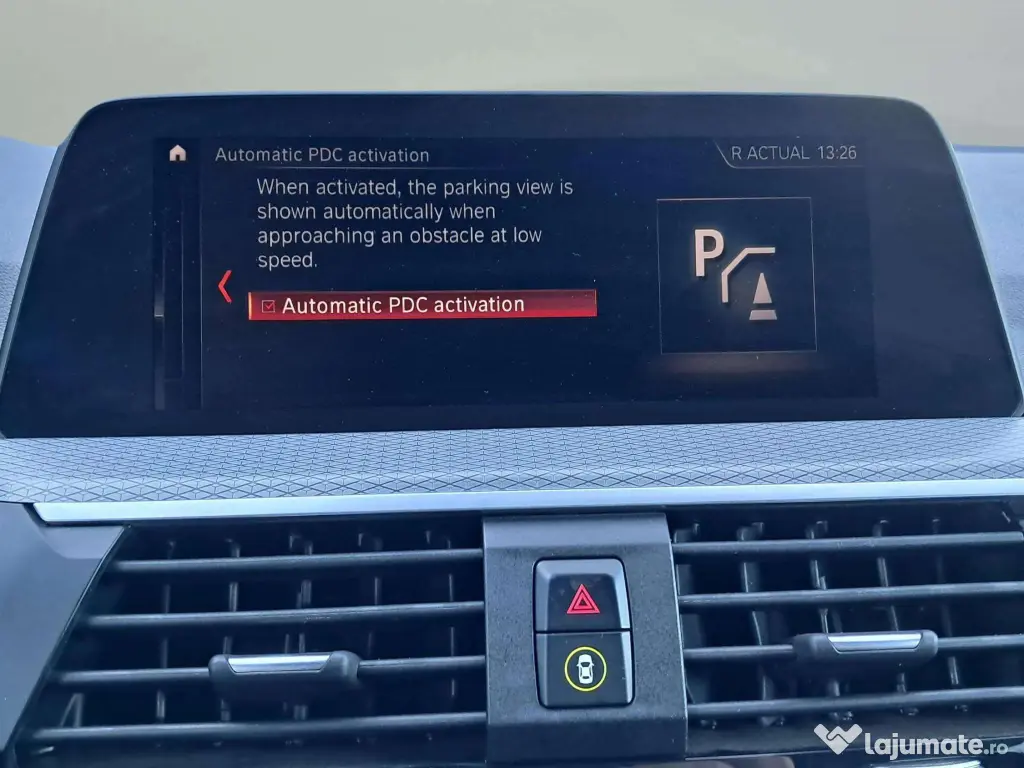 Automatic PDC activation
R ACTUAL 13:26
When activated, the parking view is
shown automatically when
approaching an obstacle at low
speed.
Automatic PDC activation
P
lajumate.ro